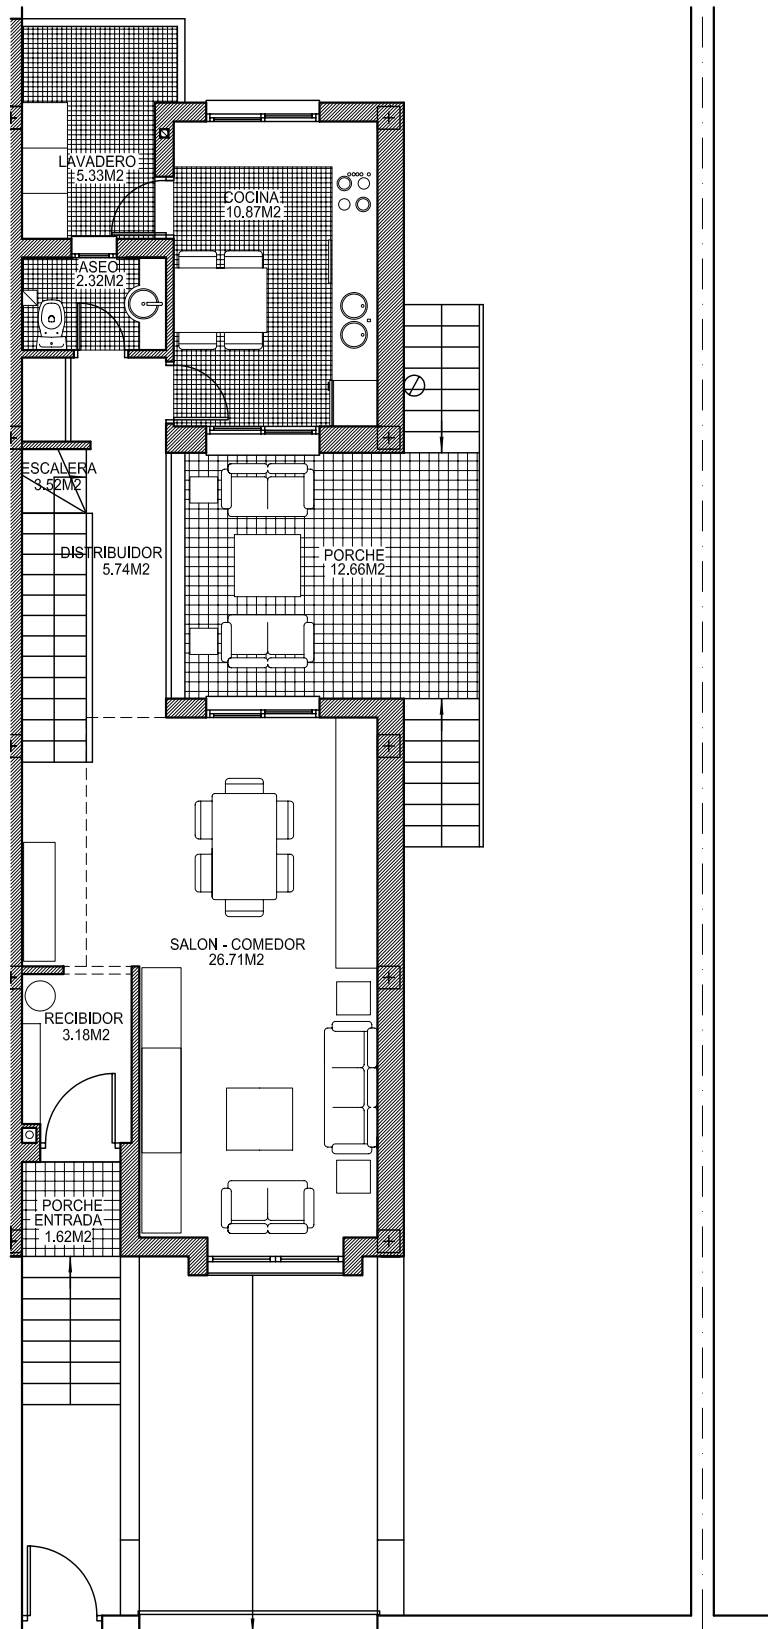 LAVADERO
5.33M2
COCINA
10.87M2
ASEO
2.32M2
ESCALERA
3.52M2
DISTRIBUIDOR
5.74M2
PORCHE
12.66M2
SALON - COMEDOR
26.71M2
RECIBIDOR
3.18M2
PORCHE
ENTRADA
1.62M2